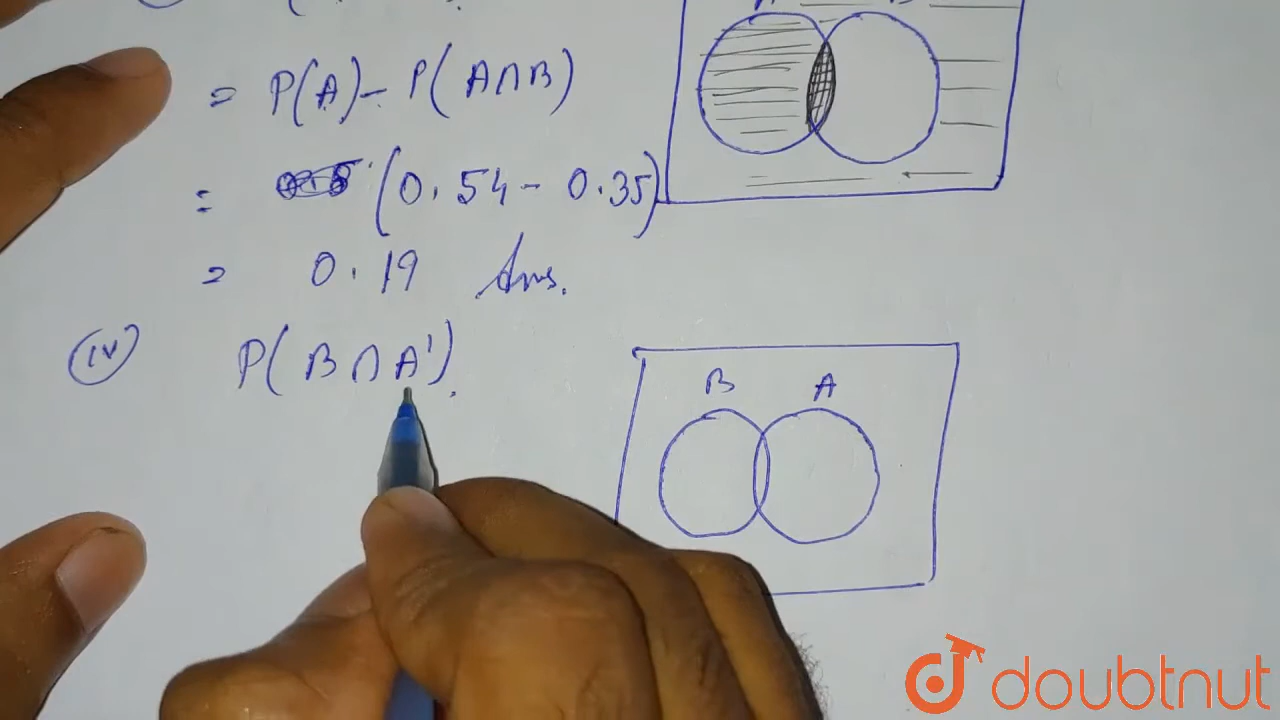 = P(A) - P(A∩B)
= (0.54 - 0.35)
= 0.19 Ans.
(iv) P(B∩A').
B A
doubtnut